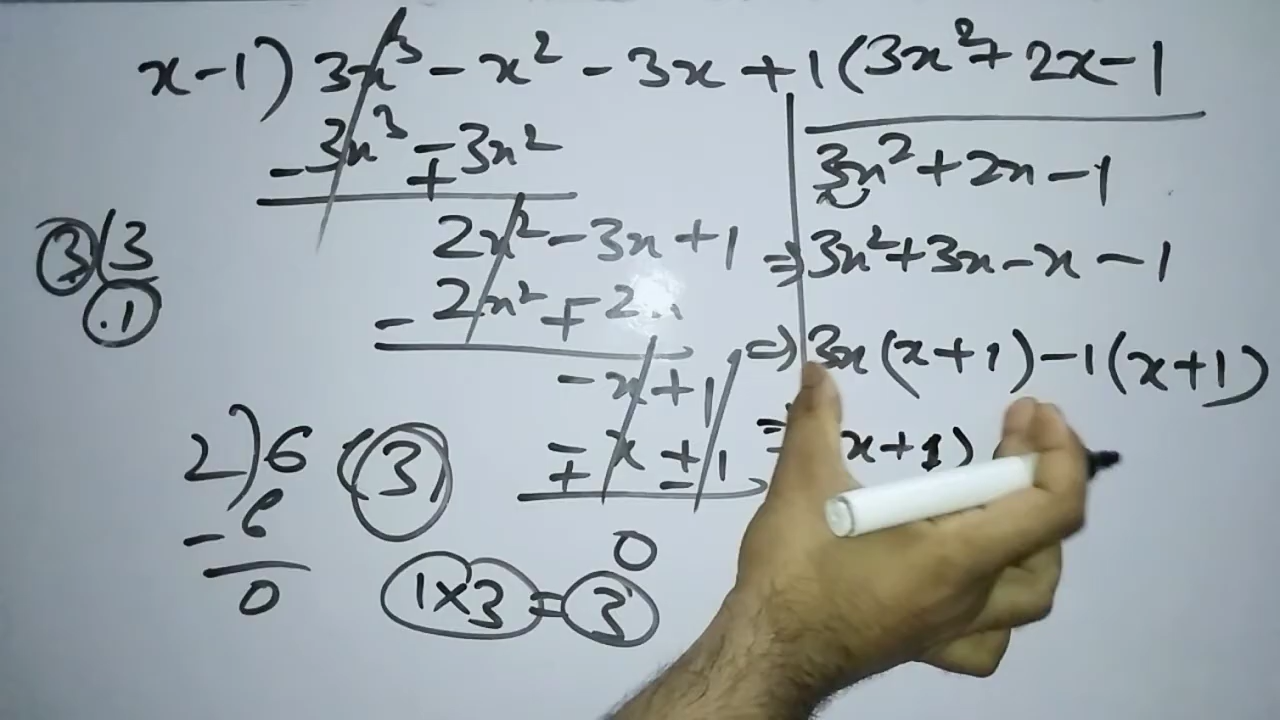 x-1) 3x³ - x² - 3x + 1 (3x² + 2x - 1
- 3x³ - 3x²
+
2x² - 3x + 1
- 2x² ∓ 2x
- x + 1
∓ x ± 1
0
3x² + 2x - 1
⇒ 3x² + 3x - x - 1
⇒ 3x(x+1) - 1(x+1)
⇒ x+1)
3(3
.1
2)6(3
- 6
0
1x3=3